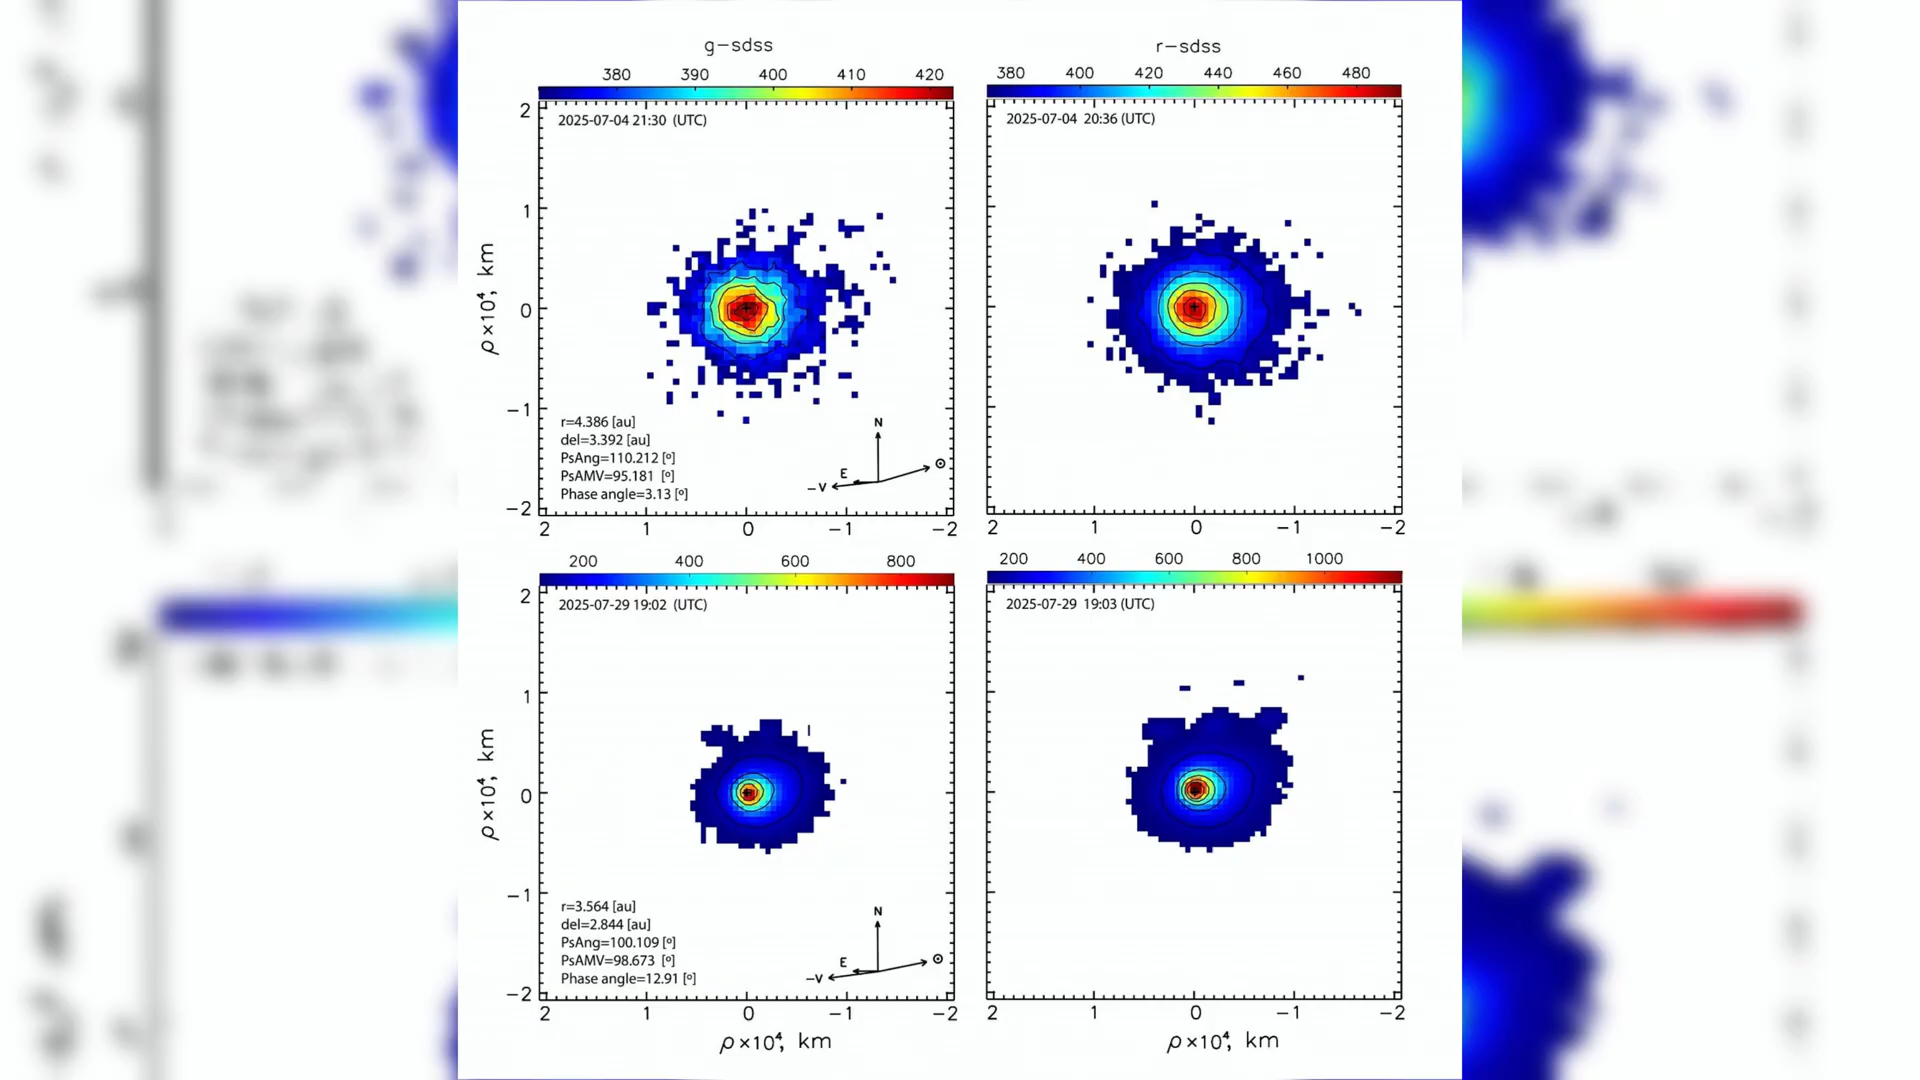 g-sdss
380 390 400 410 420
2025-07-04 21:30 (UTC)
2
1
0
-1
-2
ρ×10⁴, km
r=4.386 [au]
del=3.392 [au]
PsAng=110.212 [º]
PsAMV=95.181 [º]
Phase angle=3.13 [º]
N
E
-V
2 1 0 -1 -2
r-sdss
380 400 420 440 460 480
2025-07-04 20:36 (UTC)
2 1 0 -1 -2
200 400 600 800
2025-07-29 19:02 (UTC)
2
1
0
-1
-2
ρ×10⁴, km
r=3.564 [au]
del=2.844 [au]
PsAng=100.109 [º]
PsAMV=98.673 [º]
Phase angle=12.91 [º]
N
E
-V
2 1 0 -1 -2
ρ×10⁴, km
200 400 600 800 1000
2025-07-29 19:03 (UTC)
2 1 0 -1 -2
ρ×10⁴, km